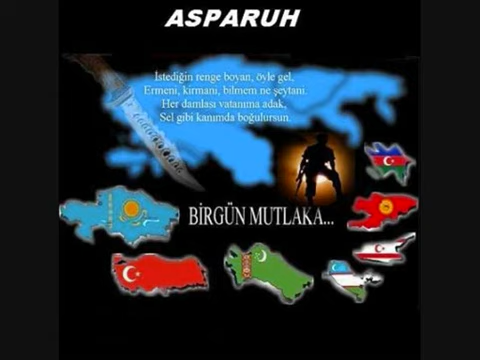 ASPARUH
İstediğin renge boyan, öyle gel,
Ermeni, kirmani, bilmem ne şeytani.
Her damlası vatanıma adak,
Sel gibi kanımda boğulursun.
BİRGÜN MUTLAKA...